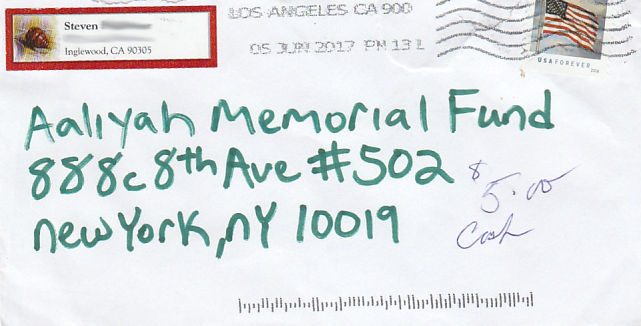 Steven
Inglewood, CA 90305
LOS ANGELES CA 900
05 JUN 2017 PM 13 L
USA FOREVER
Aaliyah Memorial Fund
888c 8th Ave #502
new York, NY 10019
$5.00
Cash